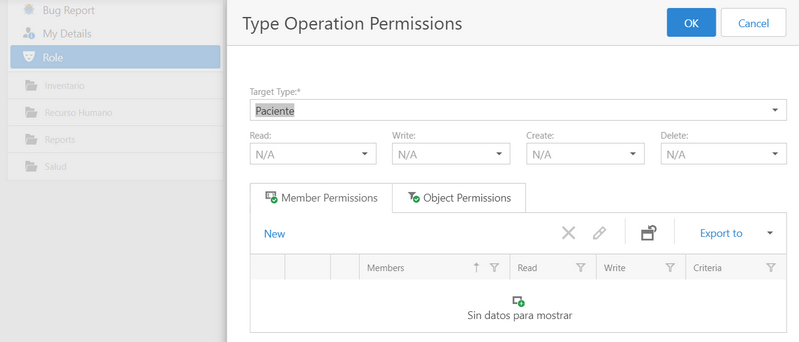 Bug Report
My Details
Role
Inventario
Recurso Humano
Reports
Salud
Type Operation Permissions
OK
Cancel
Target Type:*
Paciente
Read:
Write:
Create:
Delete:
N/A
N/A
N/A
N/A
Member Permissions
Object Permissions
New
Export to
Members
Read
Write
Criteria
Sin datos para mostrar